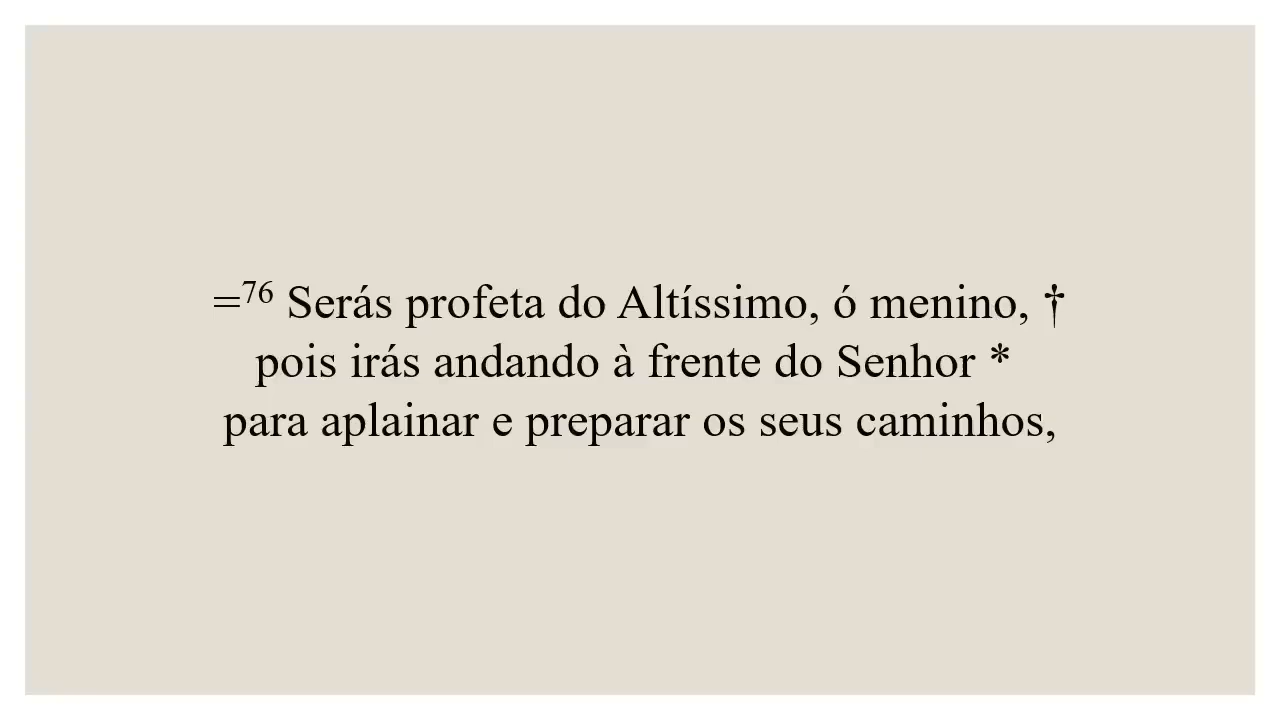 =⁷⁶ Serás profeta do Altíssimo, ó menino, †
pois irás andando à frente do Senhor *
para aplainar e preparar os seus caminhos,